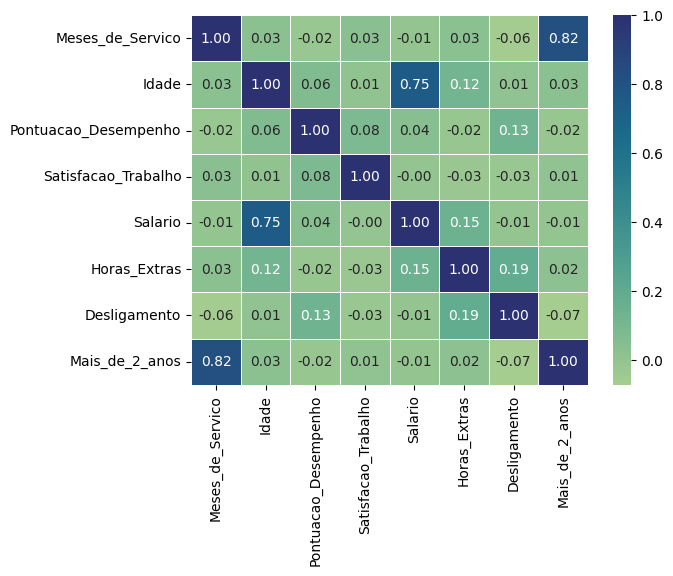 Meses_de_Servico 1.00 0.03 -0.02 0.03 -0.01 0.03 -0.06 0.82
Idade 0.03 1.00 0.06 0.01 0.75 0.12 0.01 0.03
Pontuacao_Desempenho -0.02 0.06 1.00 0.08 0.04 -0.02 0.13 -0.02
Satisfacao_Trabalho 0.03 0.01 0.08 1.00 -0.00 -0.03 -0.03 0.01
Salario -0.01 0.75 0.04 -0.00 1.00 0.15 -0.01 -0.01
Horas_Extras 0.03 0.12 -0.02 -0.03 0.15 1.00 0.19 0.02
Desligamento -0.06 0.01 0.13 -0.03 -0.01 0.19 1.00 -0.07
Mais_de_2_anos 0.82 0.03 -0.02 0.01 -0.01 0.02 -0.07 1.00
Meses_de_Servico
Idade
Pontuacao_Desempenho
Satisfacao_Trabalho
Salario
Horas_Extras
Desligamento
Mais_de_2_anos
1.0
0.8
0.6
0.4
0.2
0.0